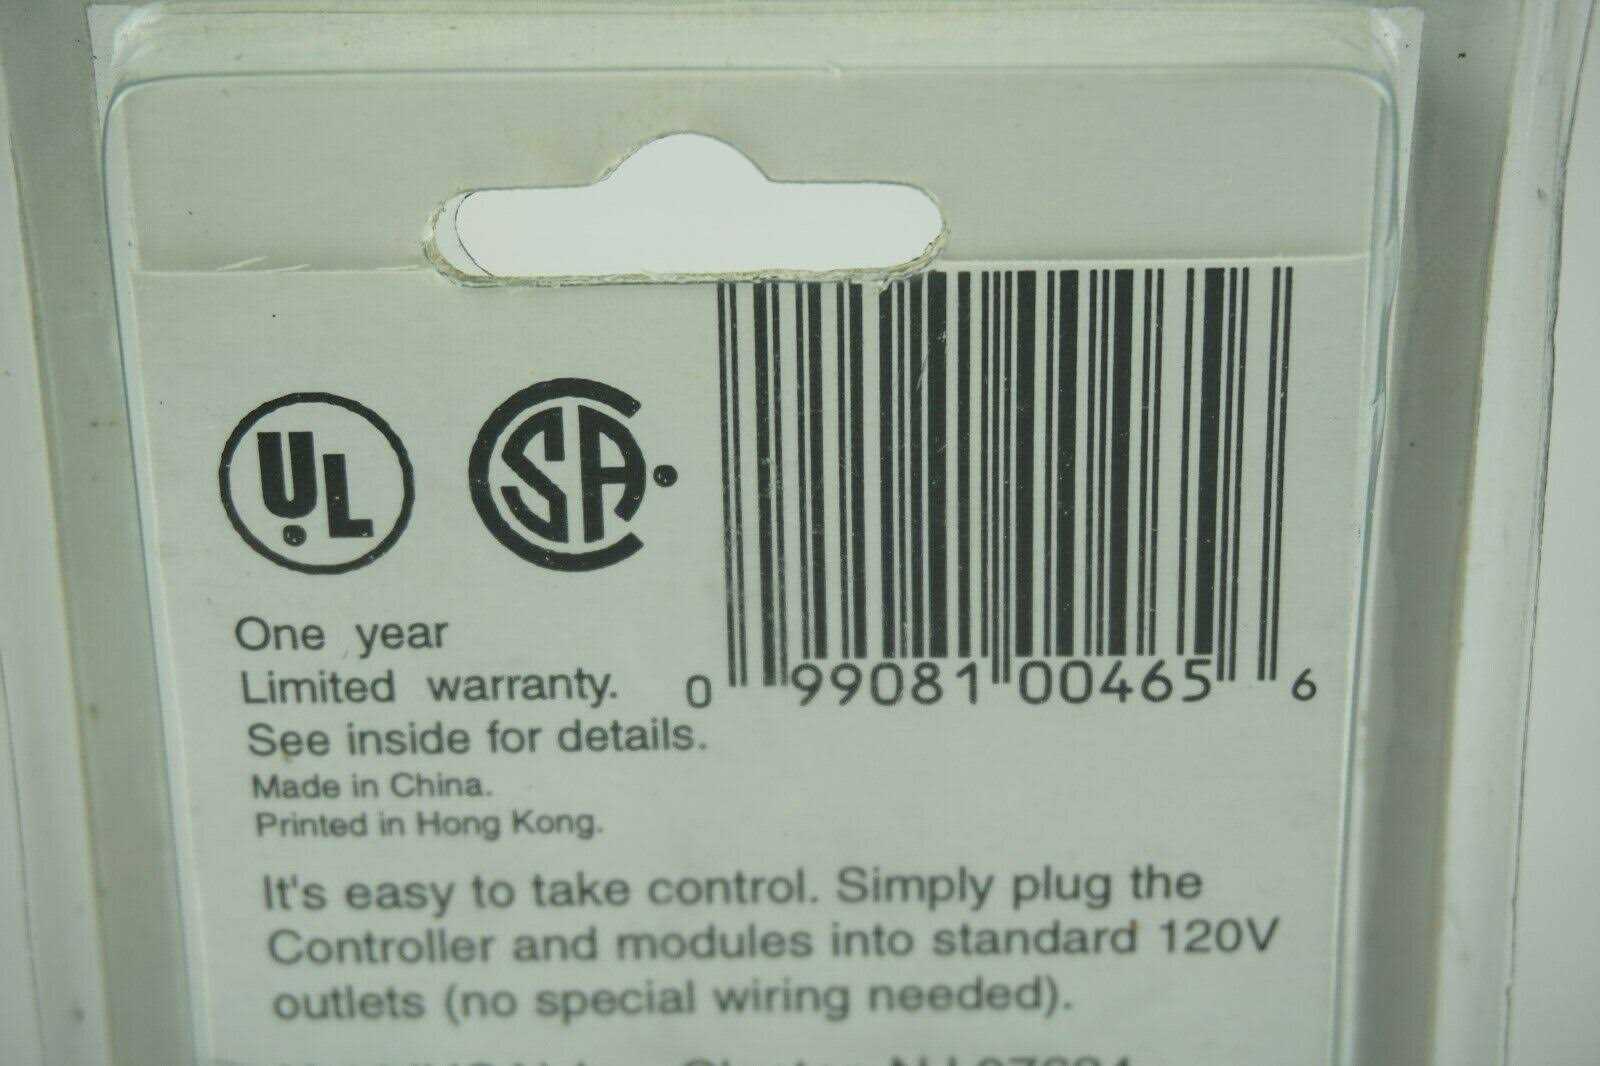 UL
SA
One year
Limited warranty.
See inside for details.
Made in China.
Printed in Hong Kong.
0 99081 00465 6
It's easy to take control. Simply plug the
Controller and modules into standard 120V
outlets (no special wiring needed).